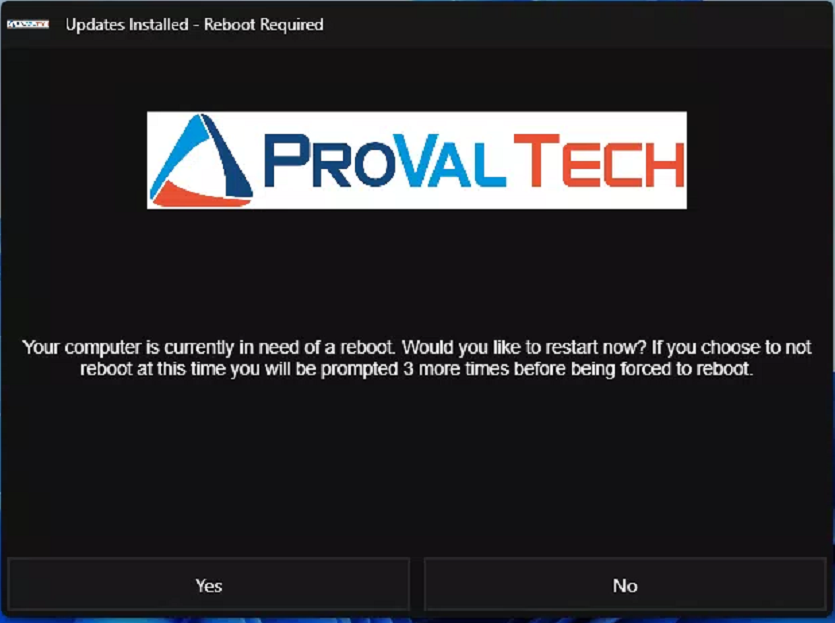 Updates Installed - Reboot Required
PROVAL TECH
Your computer is currently in need of a reboot. Would you like to restart now? If you choose to not
reboot at this time you will be prompted 3 more times before being forced to reboot.
Yes
No